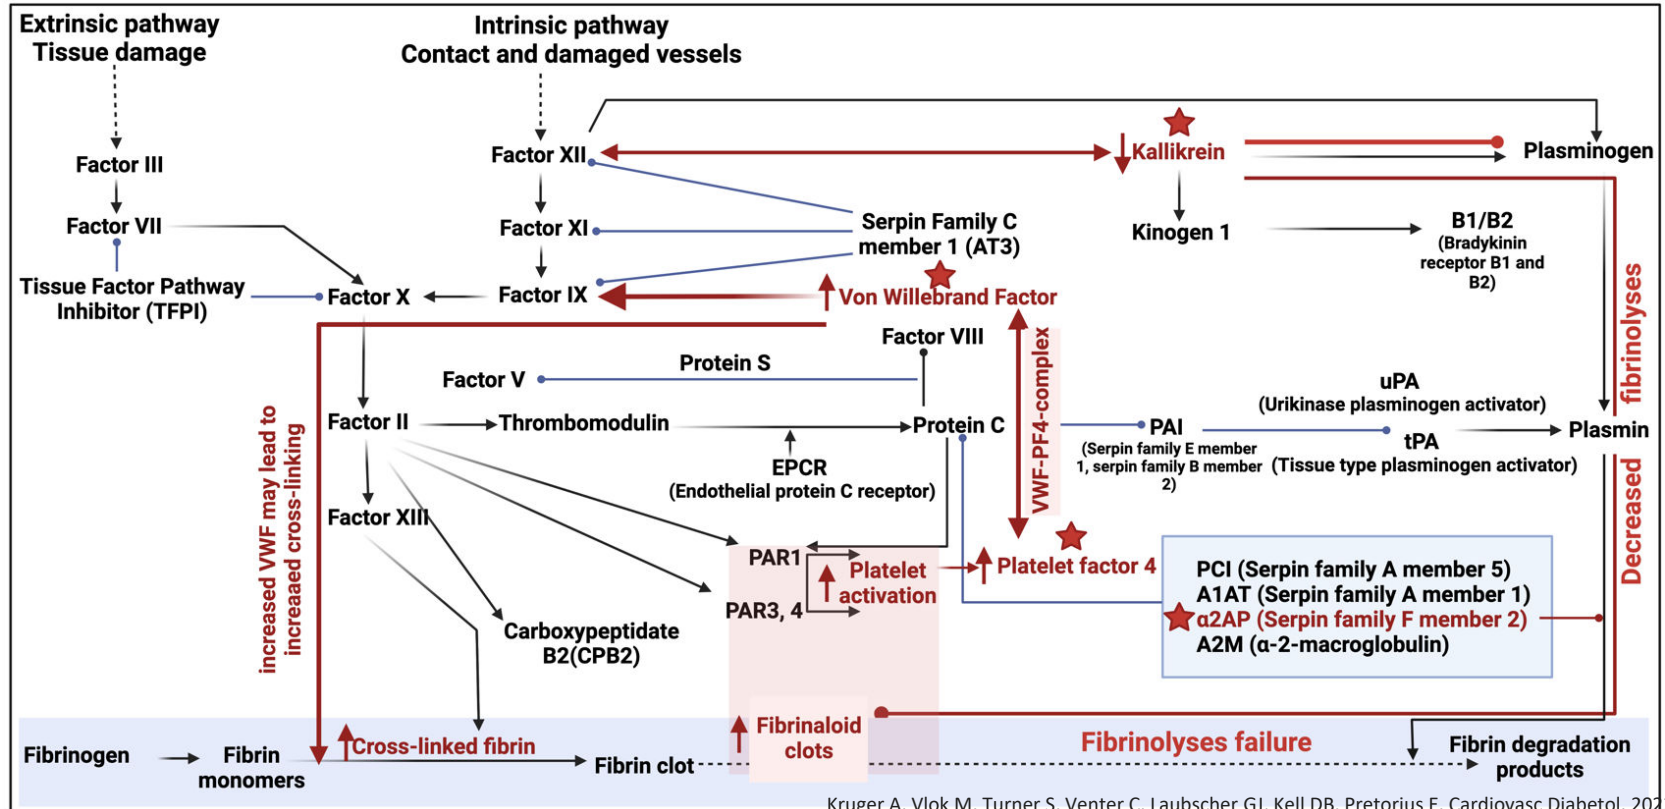 Extrinsic pathway
Tissue damage
Intrinsic pathway
Contact and damaged vessels
Factor III
Factor XII
Kallikrein
Plasminogen
Factor VII
Factor XI
Serpin Family C
member 1 (AT3)
Kinogen 1
B1/B2
(Bradykinin
receptor B1 and
B2)
Tissue Factor Pathway
Inhibitor (TFPI)
Factor X
Factor IX
Von Willebrand Factor
Factor VIII
Protein S
Factor V
VWF-PF4-complex
fibrinolyses
Decreased
uPA
(Urikinase plasminogen activator)
Factor II
Thrombomodulin
Protein C
PAI
(Serpin family E member
1, serpin family B member
2)
tPA
(Tissue type plasminogen activator)
Plasmin
EPCR
(Endothelial protein C receptor)
increased VWF may lead to
increaaed cross-linking
Factor XIII
PAR1
PAR3, 4
Platelet
activation
Platelet factor 4
PCI (Serpin family A member 5)
A1AT (Serpin family A member 1)
α2AP (Serpin family F member 2)
A2M (α-2-macroglobulin)
Carboxypeptidate
B2(CPB2)
Fibrinogen
Fibrin
monomers
Cross-linked fibrin
Fibrin clot
Fibrinaloid
clots
Fibrinolyses failure
Fibrin degradation
products
Kruger A, Vlok M, Turner S, Venter C, Laubscher GJ, Kell DB, Pretorius E. Cardiovasc Diabetol. 202